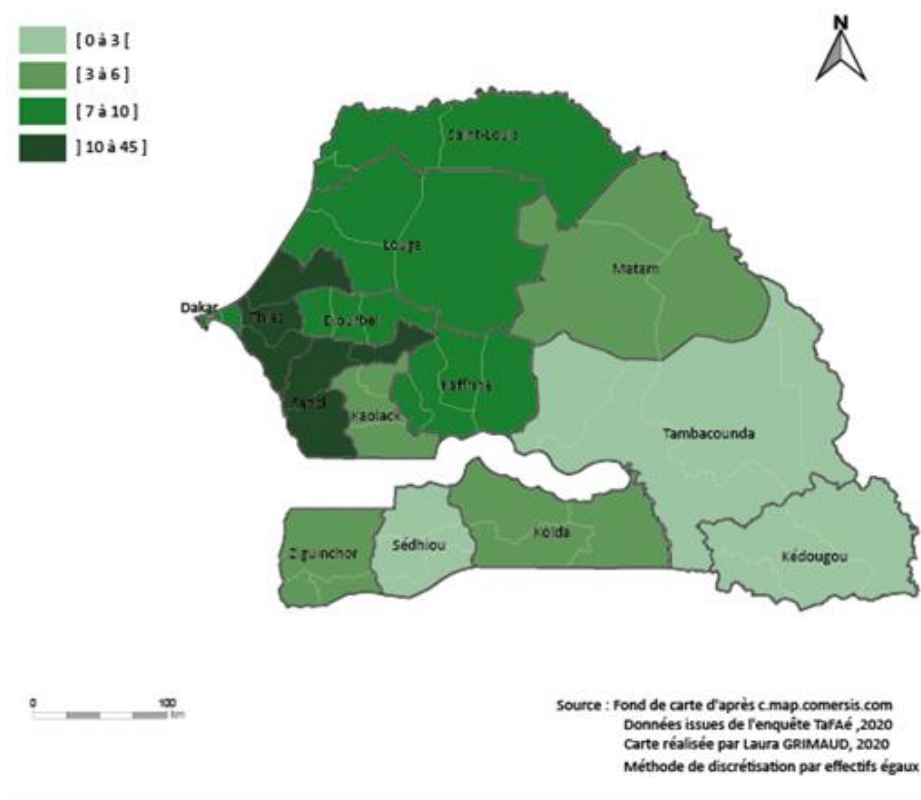 [ 0 à 3 [
[ 3 à 6 ]
[ 7 à 10 ]
] 10 à 45 ]
N
Saint-Louis
Louga
Matam
Dakar
Thiès
Diourbel
Fatick
Kaolack
Kaffrine
Tambacounda
Ziguinchor
Sédhiou
Kolda
Kédougou
0 100
km
Source : Fond de carte d'après c.map.comersis.com
Données issues de l'enquête TaFAé ,2020
Carte réalisée par Laura GRIMAUD, 2020
Méthode de discrétisation par effectifs égaux